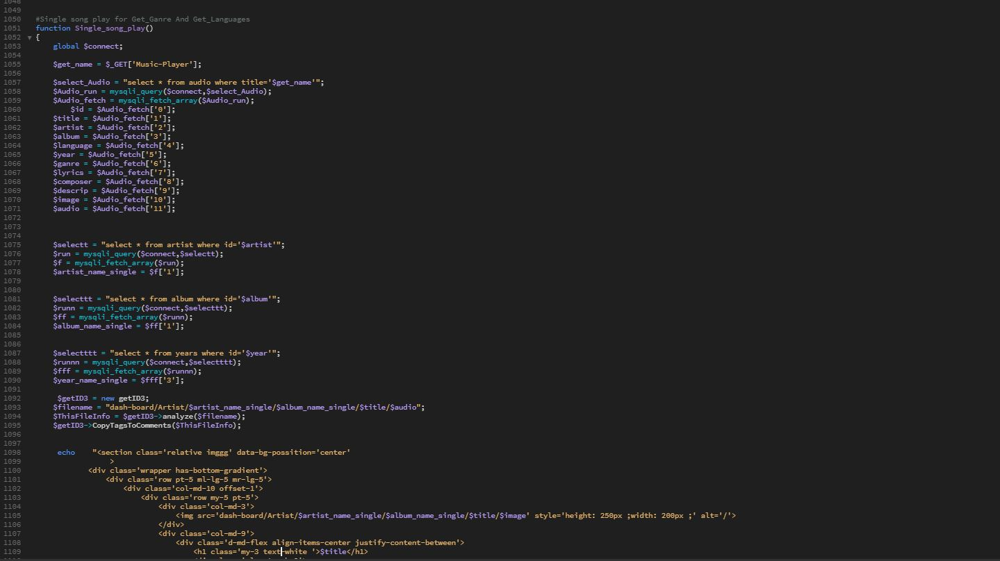 1048
1049
1050 #Single song play for Get_Ganre And Get_Languages
1051 function Single_song_play()
1052 ▼ {
1053 global $connect;
1054
1055 $get_name = $_GET['Music-Player'];
1056
1057 $select_Audio = "select * from audio where title='$get_name'";
1058 $Audio_run = mysqli_query($connect,$select_Audio);
1059 $Audio_fetch = mysqli_fetch_array($Audio_run);
1060 $id = $Audio_fetch['0'];
1061 $title = $Audio_fetch['1'];
1062 $artist = $Audio_fetch['2'];
1063 $album = $Audio_fetch['3'];
1064 $language = $Audio_fetch['4'];
1065 $year = $Audio_fetch['5'];
1066 $ganre = $Audio_fetch['6'];
1067 $lyrics = $Audio_fetch['7'];
1068 $composer = $Audio_fetch['8'];
1069 $descrip = $Audio_fetch['9'];
1070 $image = $Audio_fetch['10'];
1071 $audio = $Audio_fetch['11'];
1072
1073
1074
1075 $selectt = "select * from artist where id='$artist'";
1076 $run = mysqli_query($connect,$selectt);
1077 $f = mysqli_fetch_array($run);
1078 $artist_name_single = $f['1'];
1079
1080
1081 $selecttt = "select * from album where id='$album'";
1082 $runn = mysqli_query($connect,$selecttt);
1083 $ff = mysqli_fetch_array($runn);
1084 $album_name_single = $ff['1'];
1085
1086
1087 $selectttt = "select * from years where id='$year'";
1088 $runnn = mysqli_query($connect,$selectttt);
1089 $fff = mysqli_fetch_array($runnn);
1090 $year_name_single = $fff['3'];
1091
1092 $getID3 = new getID3;
1093 $filename = "dash-board/Artist/$artist_name_single/$album_name_single/$title/$audio";
1094 $ThisFileInfo = $getID3->analyze($filename);
1095 $getID3->CopyTagsToComments($ThisFileInfo);
1096
1097
1098 echo "<section class='relative imggg' data-bg-possition='center'
1099 >
1100 <div class='wrapper has-bottom-gradient'>
1101 <div class='row pt-5 ml-lg-5 mr-lg-5'>
1102 <div class='col-md-10 offset-1'>
1103 <div class='row my-5 pt-5'>
1104 <div class='col-md-3'>
1105 <img src='dash-board/Artist/$artist_name_single/$album_name_single/$title/$image' style='height: 250px ;width: 200px ;' alt='/'>
1106 </div>
1107 <div class='col-md-9'>
1108 <div class='d-md-flex align-items-center justify-content-between'>
1109 <h1 class='my-3 text-white '>$title</h1>